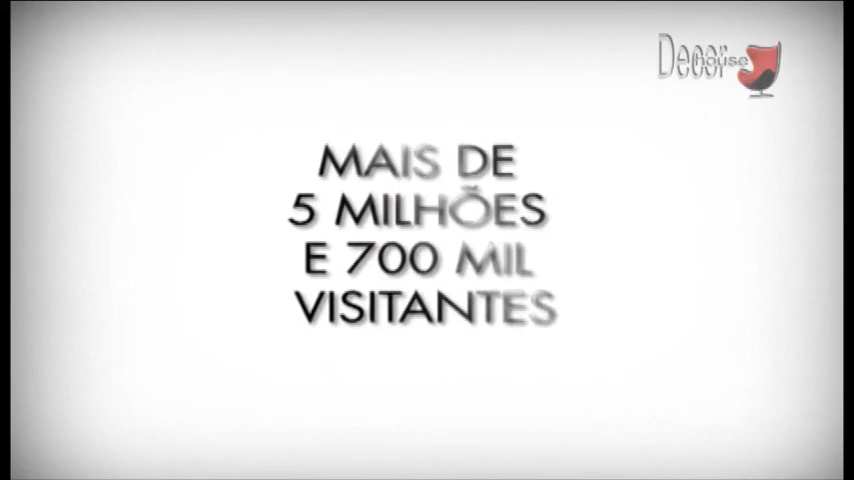 Decor
house
MAIS DE
5 MILHÕES
E 700 MIL
VISITANTES